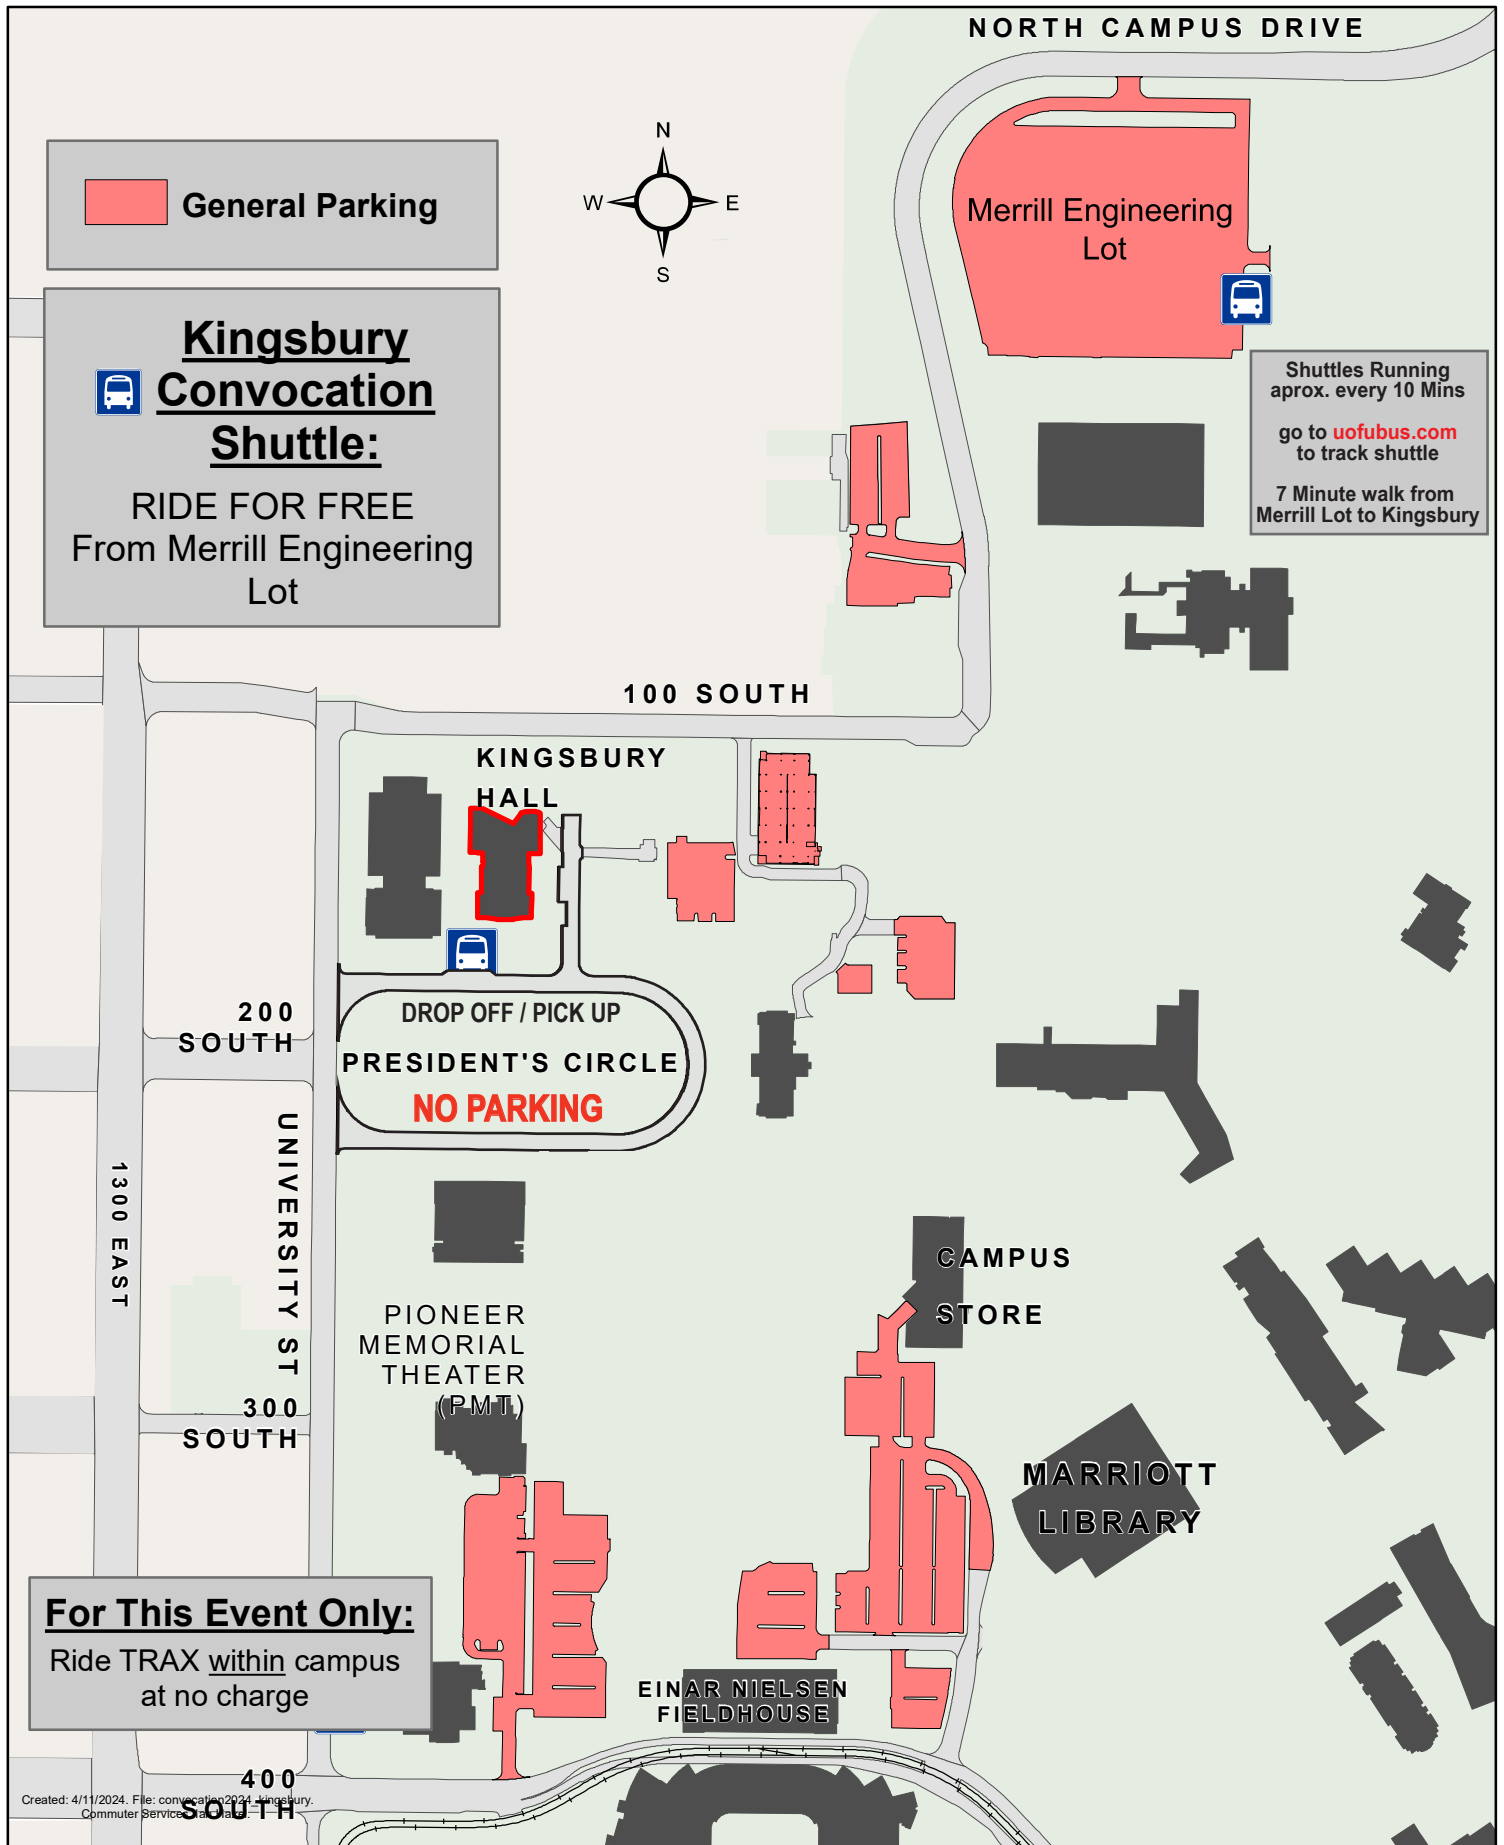 NORTH CAMPUS DRIVE
N
W
E
S
General Parking
Merrill Engineering
Lot
Kingsbury
Convocation
Shuttle:
RIDE FOR FREE
From Merrill Engineering
Lot
Shuttles Running
aprox. every 10 Mins
go to uofubus.com
to track shuttle
7 Minute walk from
Merrill Lot to Kingsbury
100 SOUTH
KINGSBURY
HALL
200
SOUTH
DROP OFF / PICK UP
PRESIDENT'S CIRCLE
NO PARKING
UNIVERSITY ST
1300 EAST
CAMPUS
STORE
PIONEER
MEMORIAL
THEATER
(PMT)
300
SOUTH
MARRIOTT
LIBRARY
For This Event Only:
Ride TRAX within campus
at no charge
EINAR NIELSEN
FIELDHOUSE
400
SOUTH
Created: 4/11/2024. File: convocation2024_kingsbury.
Commuter Services